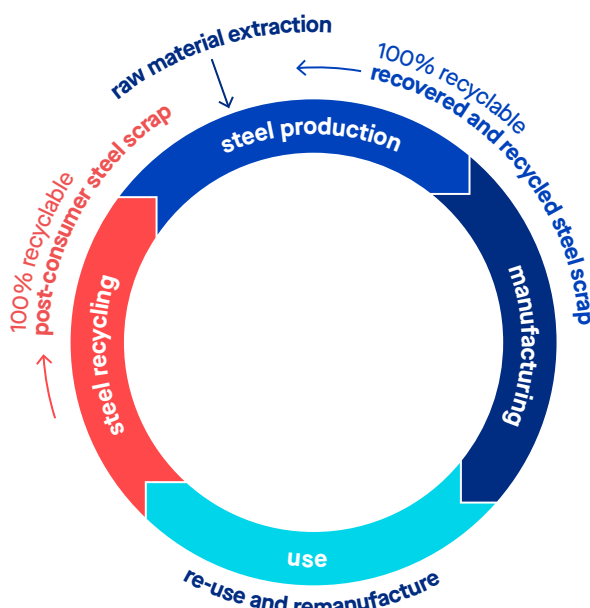 raw material extraction
100% recyclable
recovered and recycled steel scrap
steel production
100% recyclable
post-consumer steel scrap
manufacturing
steel recycling
use
re-use and remanufacture